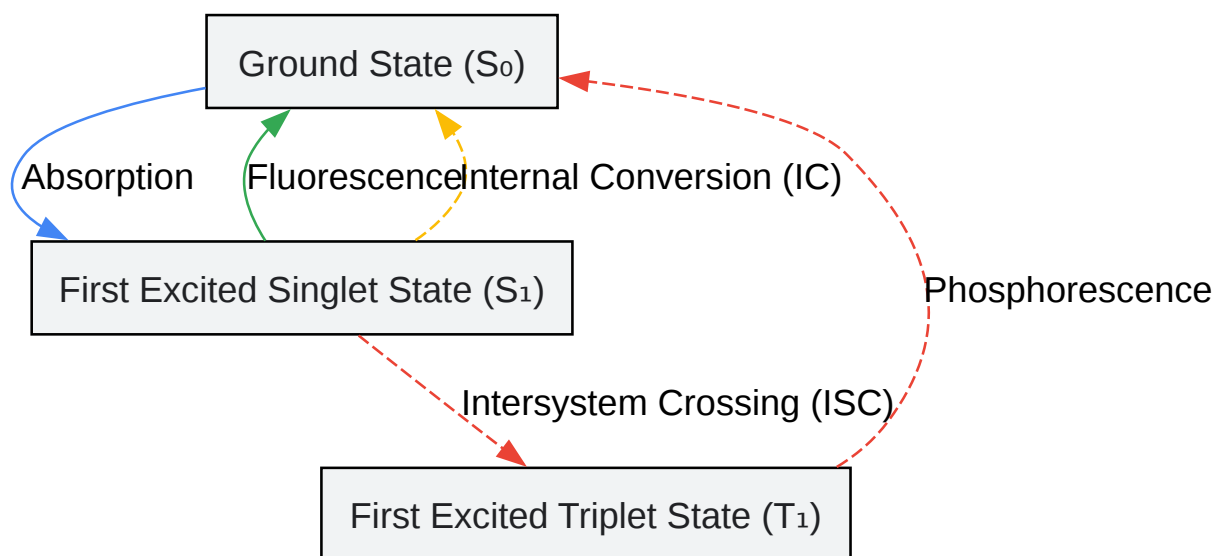 Ground State (S₀)
Absorption
Fluorescence
Internal Conversion (IC)
First Excited Singlet State (S₁)
Phosphorescence
Intersystem Crossing (ISC)
First Excited Triplet State (T₁)